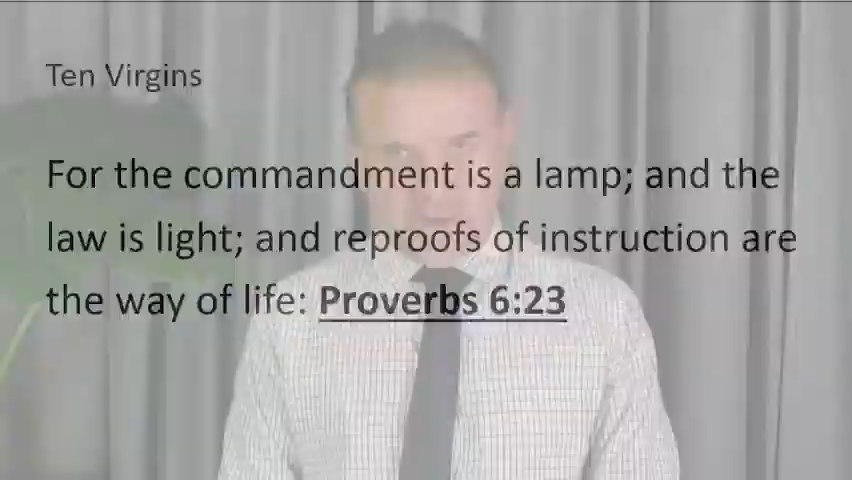 Ten Virgins
For the commandment is a lamp; and the
law is light; and reproofs of instruction are
the way of life: Proverbs 6:23